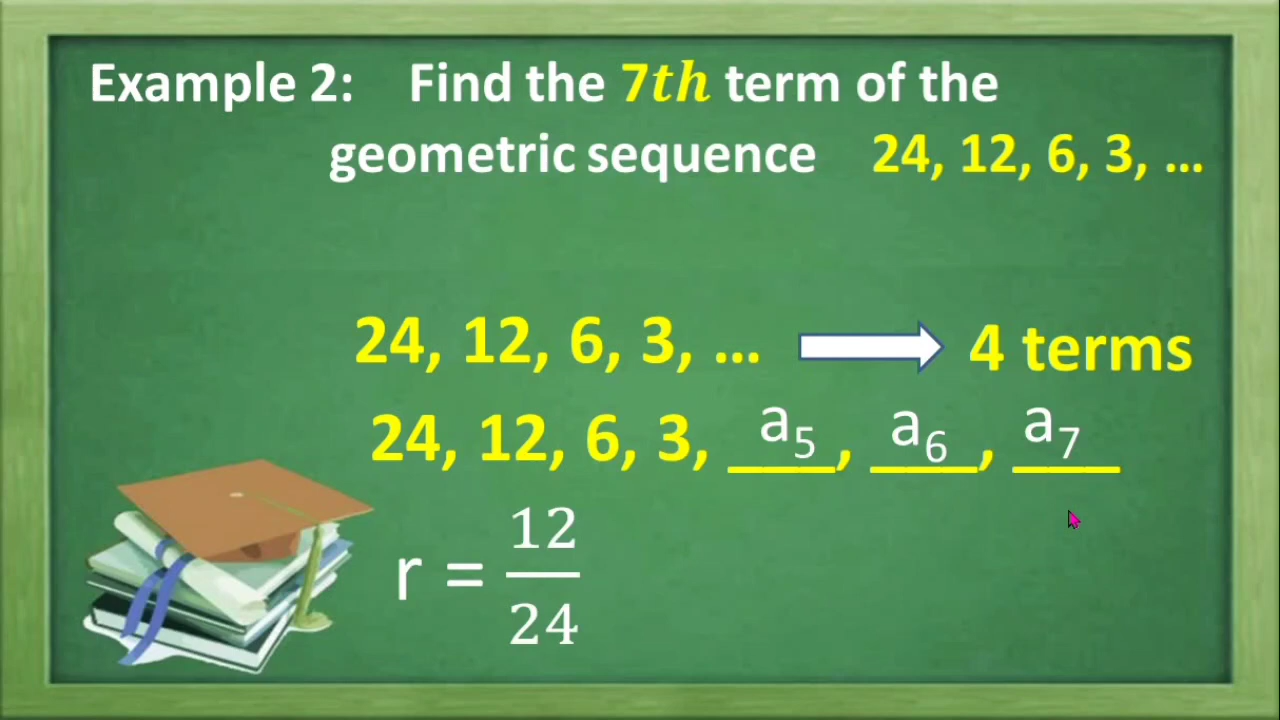 Example 2: Find the 7th term of the
geometric sequence 24, 12, 6, 3, ...
24, 12, 6, 3, ... 4 terms
24, 12, 6, 3, a5, a6, a7
r = 12/24